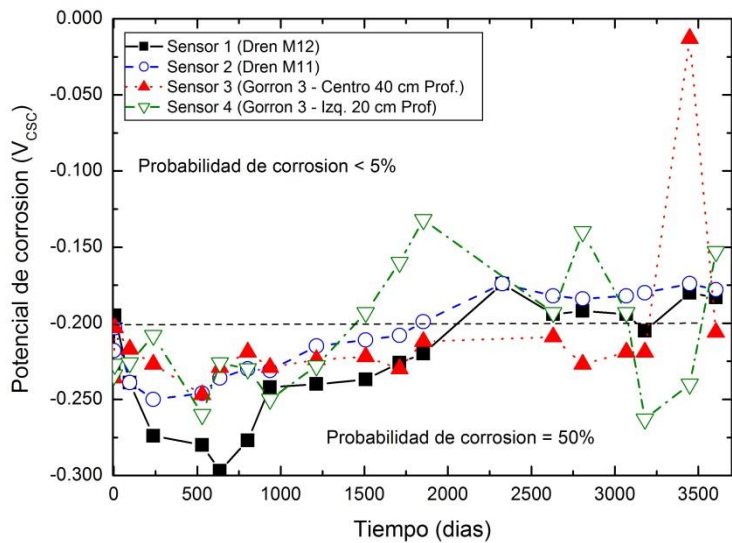 0.000
-0.050
-0.100
-0.150
-0.200
-0.250
-0.300
Potencial de corrosion (V_CSC)
Sensor 1 (Dren M12)
Sensor 2 (Dren M11)
Sensor 3 (Gorron 3 - Centro 40 cm Prof.)
Sensor 4 (Gorron 3 - Izq. 20 cm Prof)
Probabilidad de corrosion < 5%
Probabilidad de corrosion = 50%
0 500 1000 1500 2000 2500 3000 3500
Tiempo (dias)